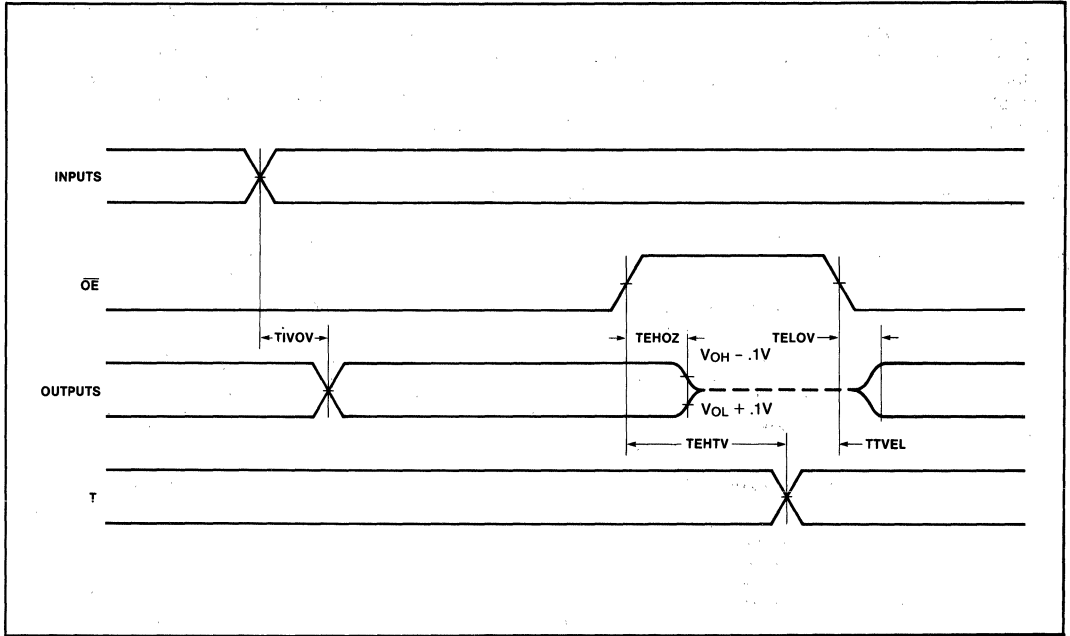 INPUTS
OE
TIVOV
TEHOZ
TELOV
VOH - .1V
OUTPUTS
VOL + .1V
TEHTV
TTVEL
T